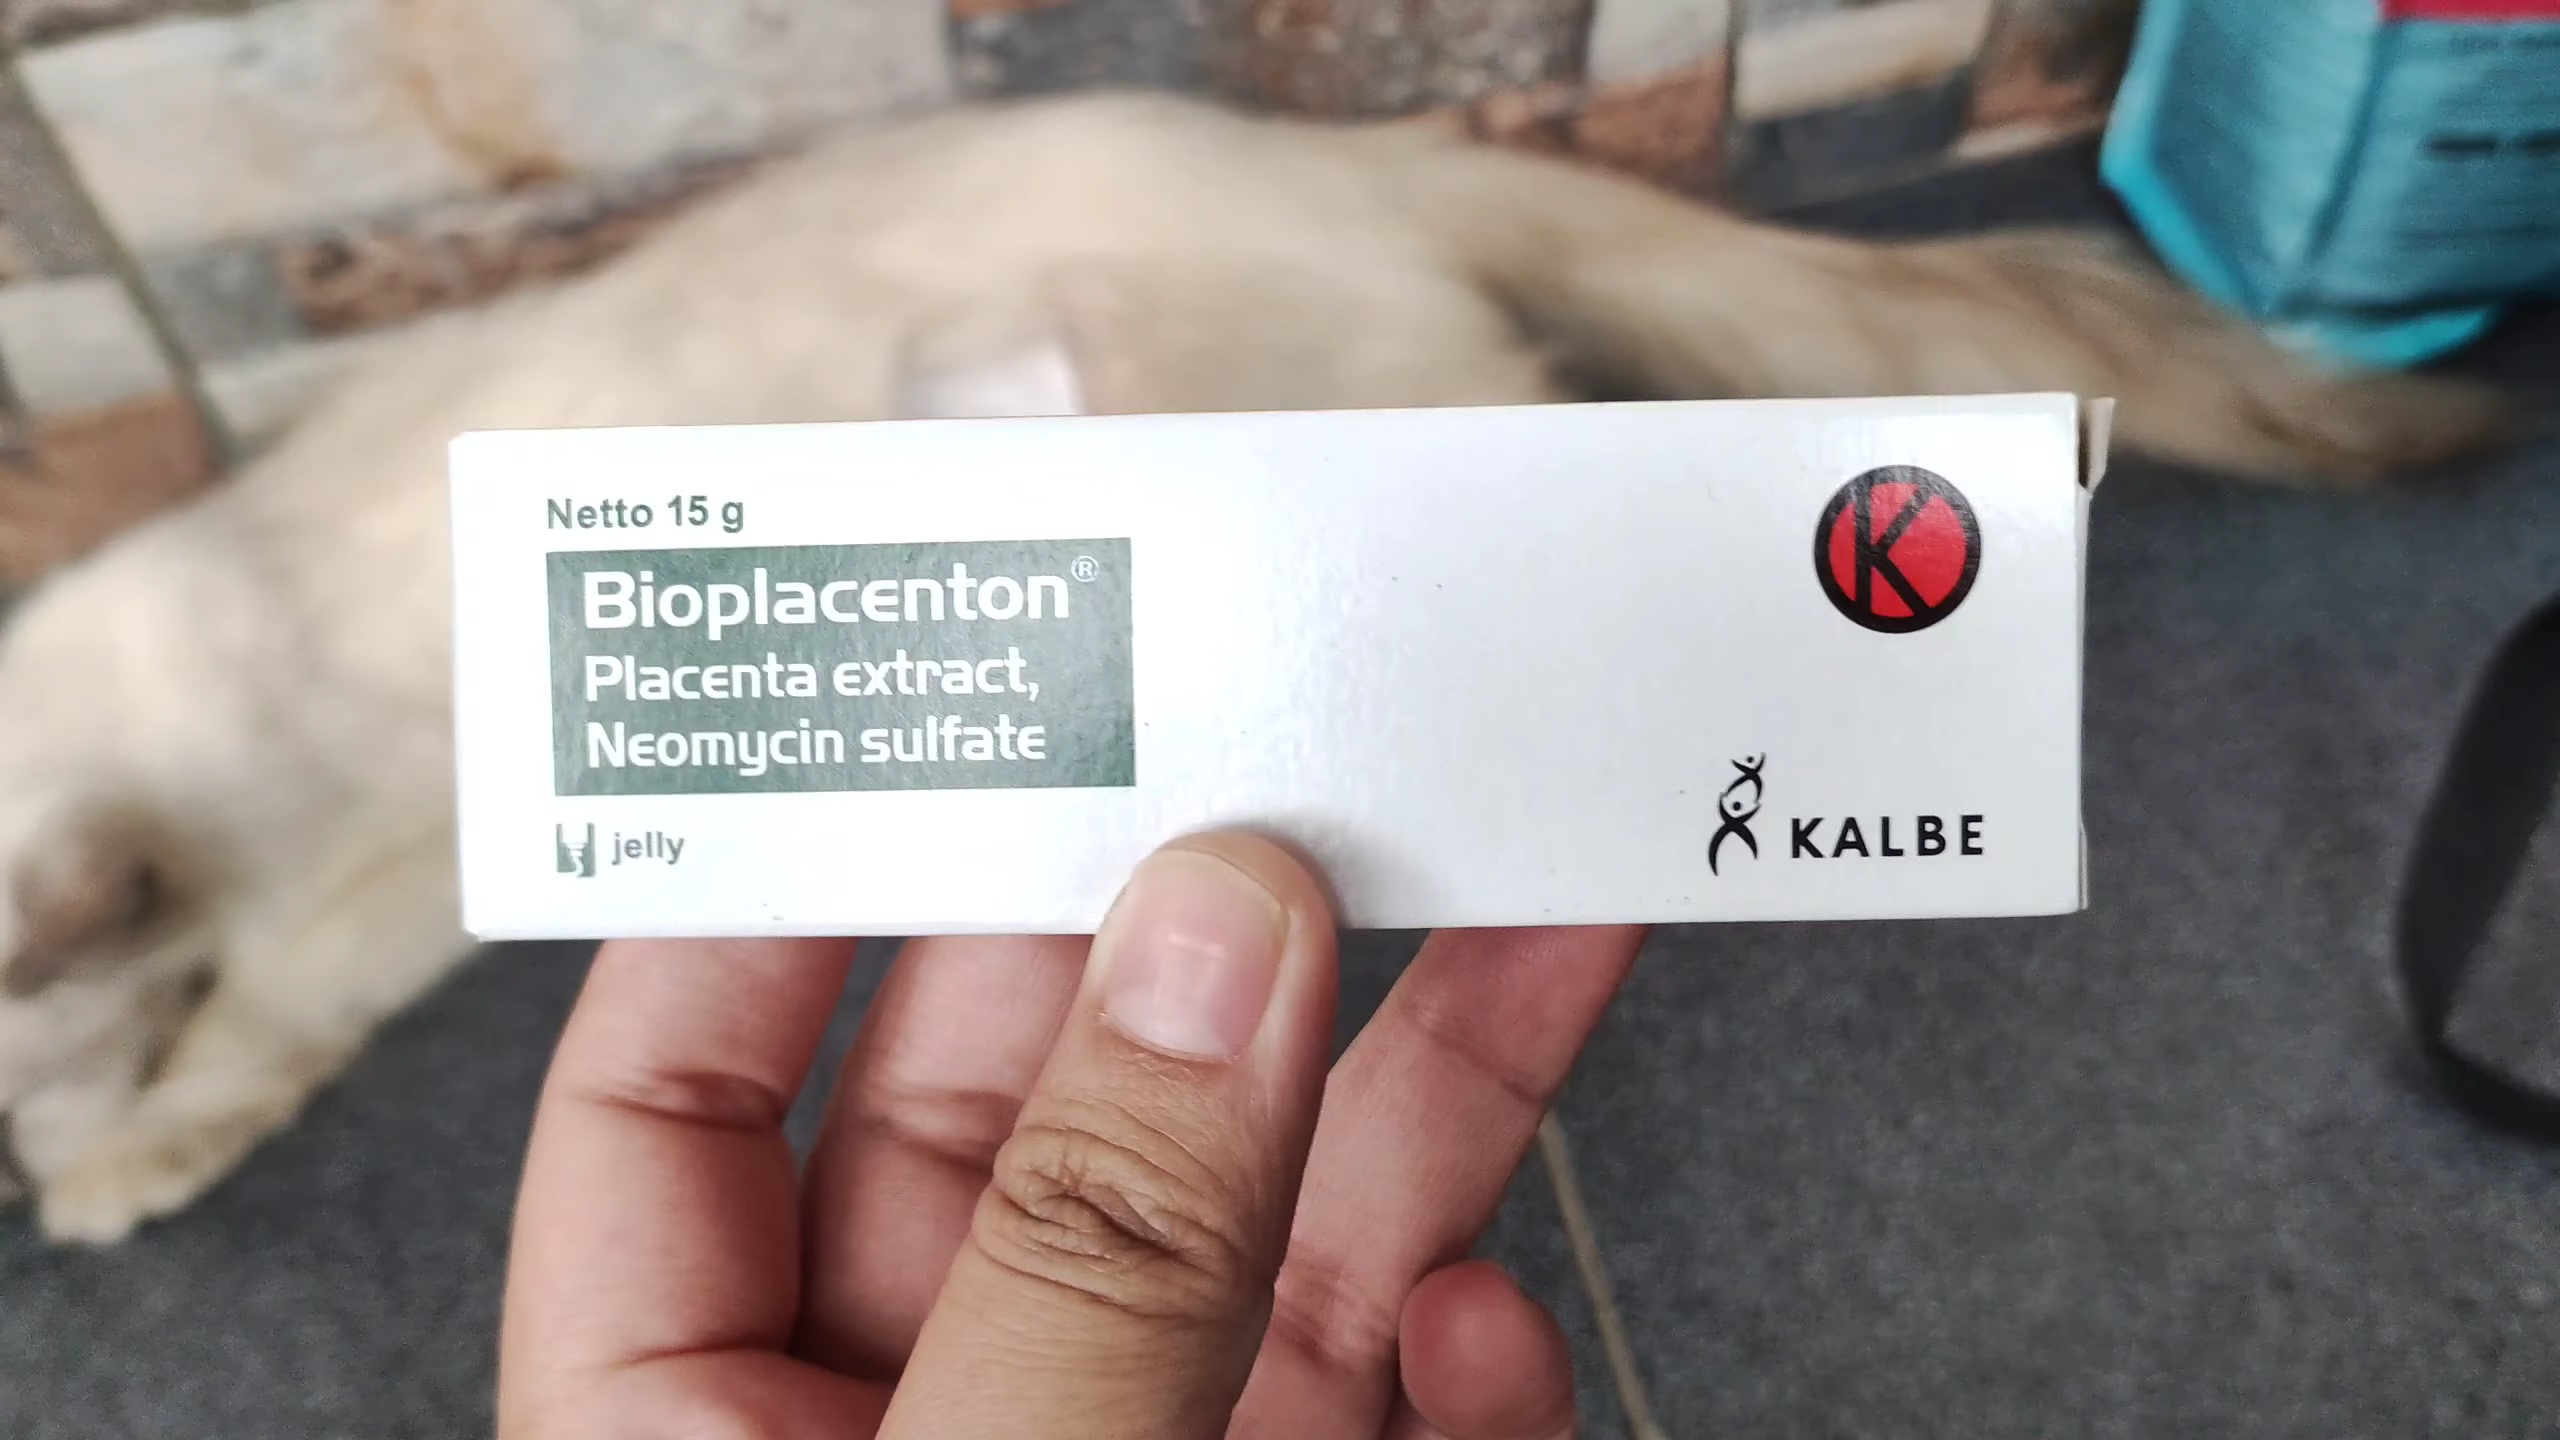 Netto 15 g
Bioplacenton®
Placenta extract,
Neomycin sulfate
jelly
K
KALBE